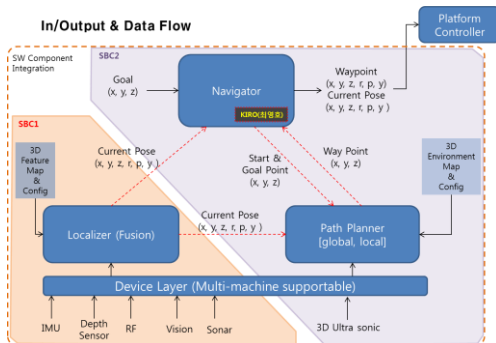 In/Output & Data Flow
Platform
Controller
SW Component
Integration
SBC2
Goal
(x, y, z)
Navigator
KIRO(최영호)
Waypoint
(x, y, z, r, p, y)
Current Pose
(x, y, z, r, p, y )
SBC1
3D
Feature
Map
&
Config
Current Pose
(x, y, z, r, p, y )
Start &
Goal Point
(x, y, z)
Way Point
(x, y, z)
3D
Environment
Map
&
Config
Localizer (Fusion)
Current Pose
(x, y, z, r, p, y )
Path Planner
[global, local]
Device Layer (Multi-machine supportable)
IMU
Depth
Sensor
RF
Vision
Sonar
3D Ultra sonic